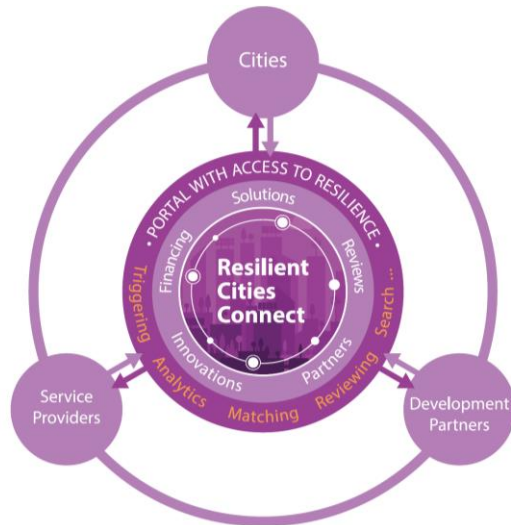 Cities
• PORTAL WITH ACCESS TO RESILIENCE •
Solutions
Financing
Reviews
Resilient
Cities
Connect
Innovations
Partners
Triggering
Analytics
Matching
Reviewing
Search ...
Service
Providers
Development
Partners